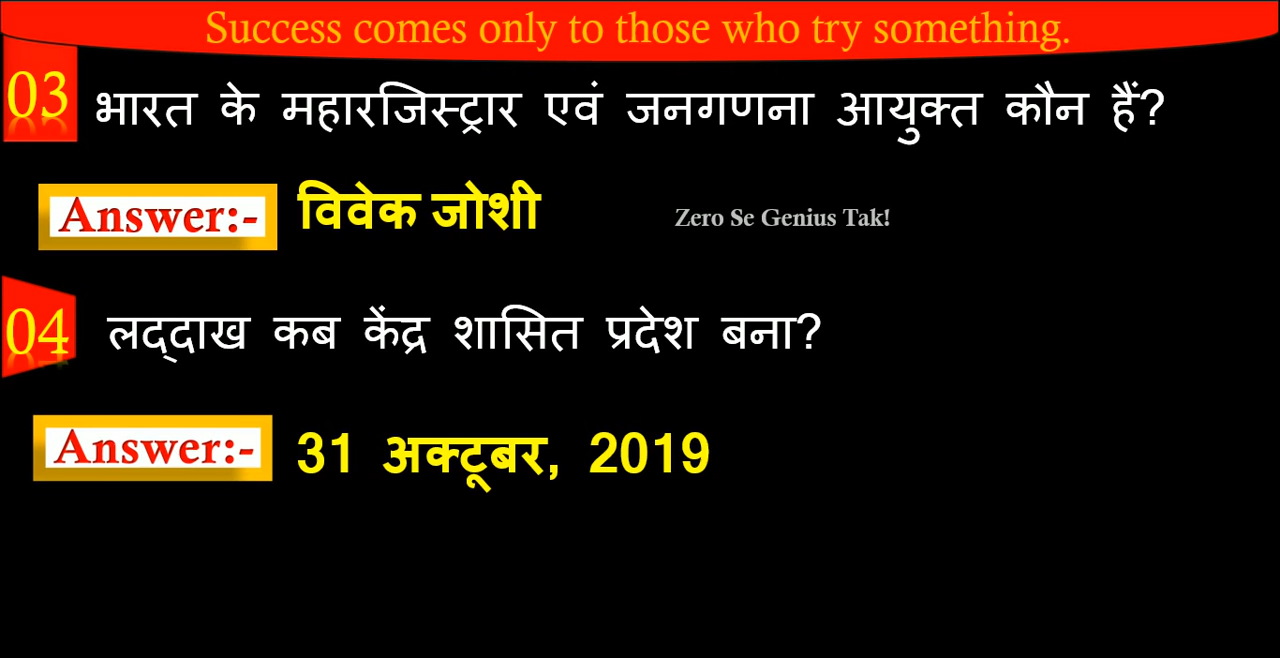 Success comes only to those who try something.
03 भारत के महारजिस्ट्रार एवं जनगणना आयुक्त कौन हैं?
Answer:- विवेक जोशी
Zero Se Genius Tak!
04 लद्दाख कब केंद्र शासित प्रदेश बना?
Answer:- 31 अक्टूबर, 2019